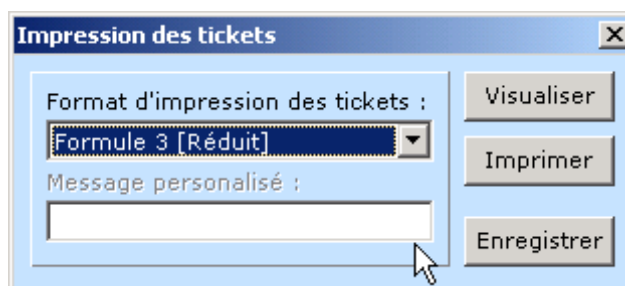 Impression des tickets
Format d'impression des tickets :
Formule 3 [Réduit]
Message personalisé :
Visualiser
Imprimer
Enregistrer